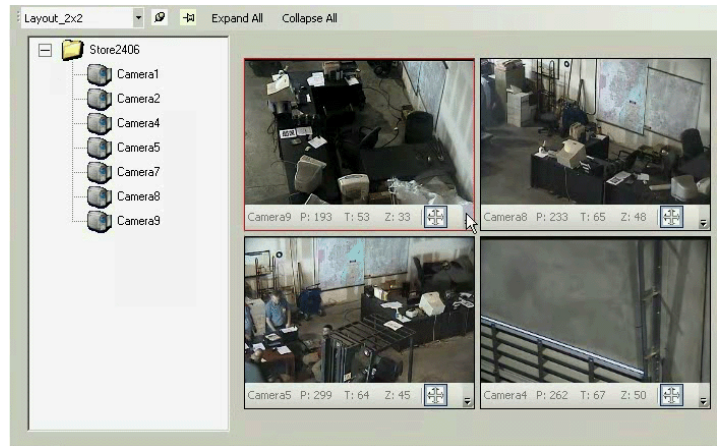 Layout_2x2 Expand All Collapse All
Store2406
Camera1
Camera2
Camera4
Camera5
Camera7
Camera8
Camera9
Camera9 P: 193 T: 53 Z: 33
Camera8 P: 233 T: 65 Z: 48
Camera5 P: 299 T: 64 Z: 45
Camera4 P: 262 T: 67 Z: 50